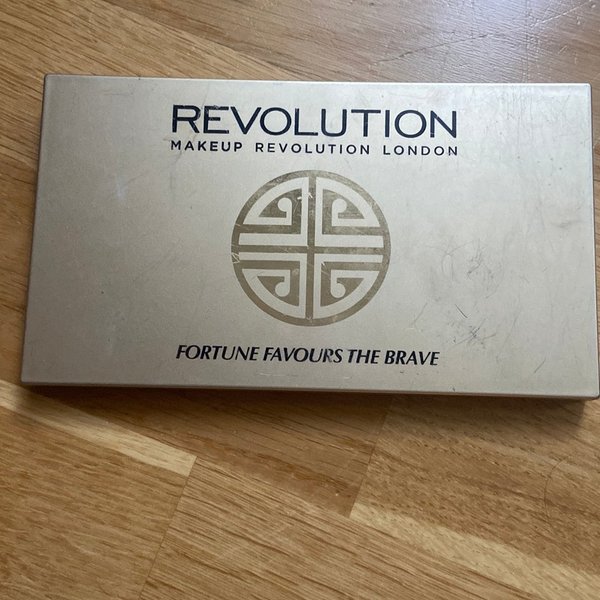 REVOLUTION
MAKEUP REVOLUTION LONDON
FORTUNE FAVOURS THE BRAVE